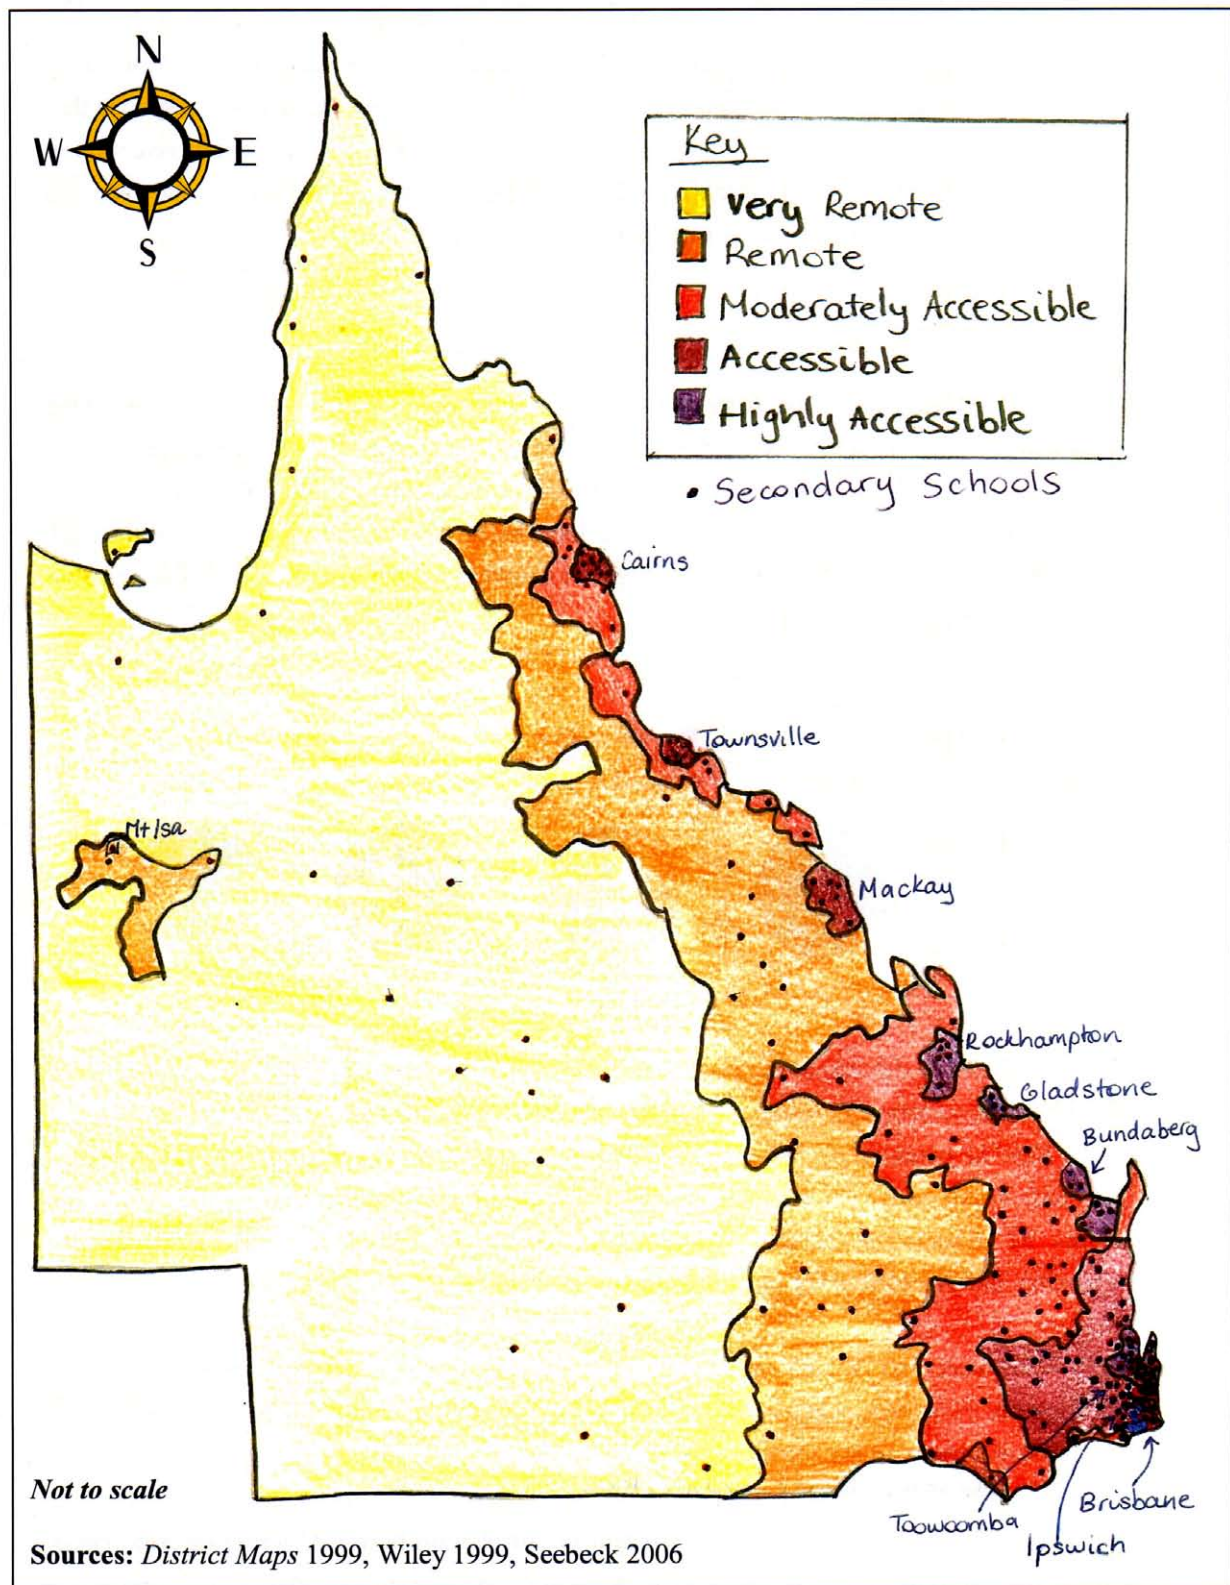 N
W E
S
Key
Very Remote
Remote
Moderately Accessible
Accessible
Highly Accessible
• Secondary Schools
Cairns
Townsville
Mt Isa
Mackay
Rockhampton
Gladstone
Bundaberg
Brisbane
Toowoomba
Ipswich
Not to scale
Sources: District Maps 1999, Wiley 1999, Seebeck 2006